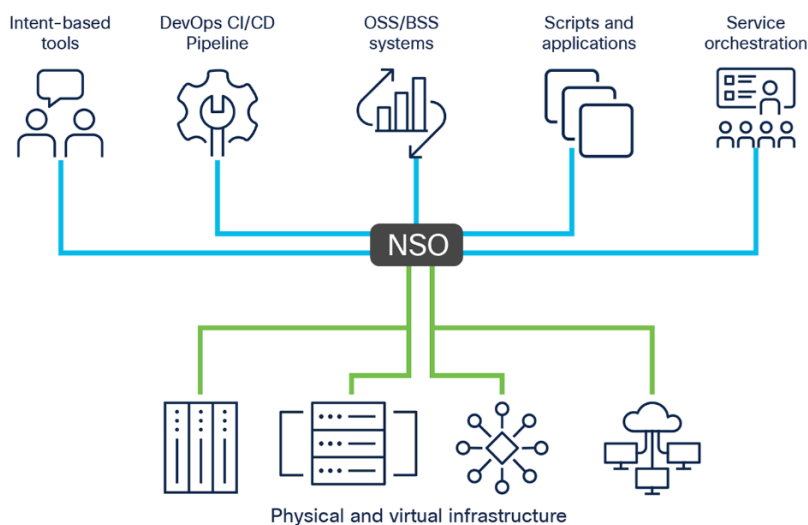 Intent-based
tools
DevOps CI/CD
Pipeline
OSS/BSS
systems
Scripts and
applications
Service
orchestration
NSO
Physical and virtual infrastructure